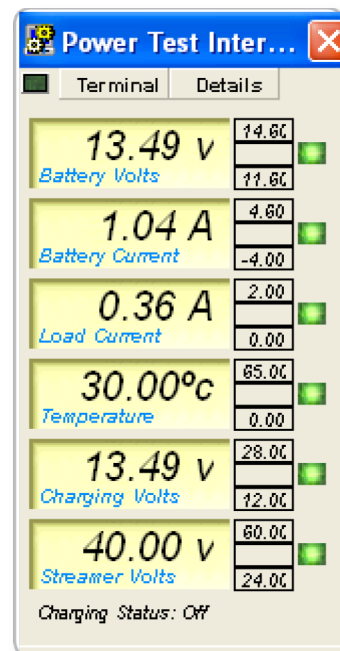 Power Test Inter...
Terminal Details
13.49 v
Battery Volts
14.60
11.60
1.04 A
Battery Current
4.60
-4.00
0.36 A
Load Current
2.00
0.00
30.00ºc
Temperature
65.00
0.00
13.49 v
Charging Volts
28.00
12.00
40.00 v
Streamer Volts
60.00
24.00
Charging Status: Off